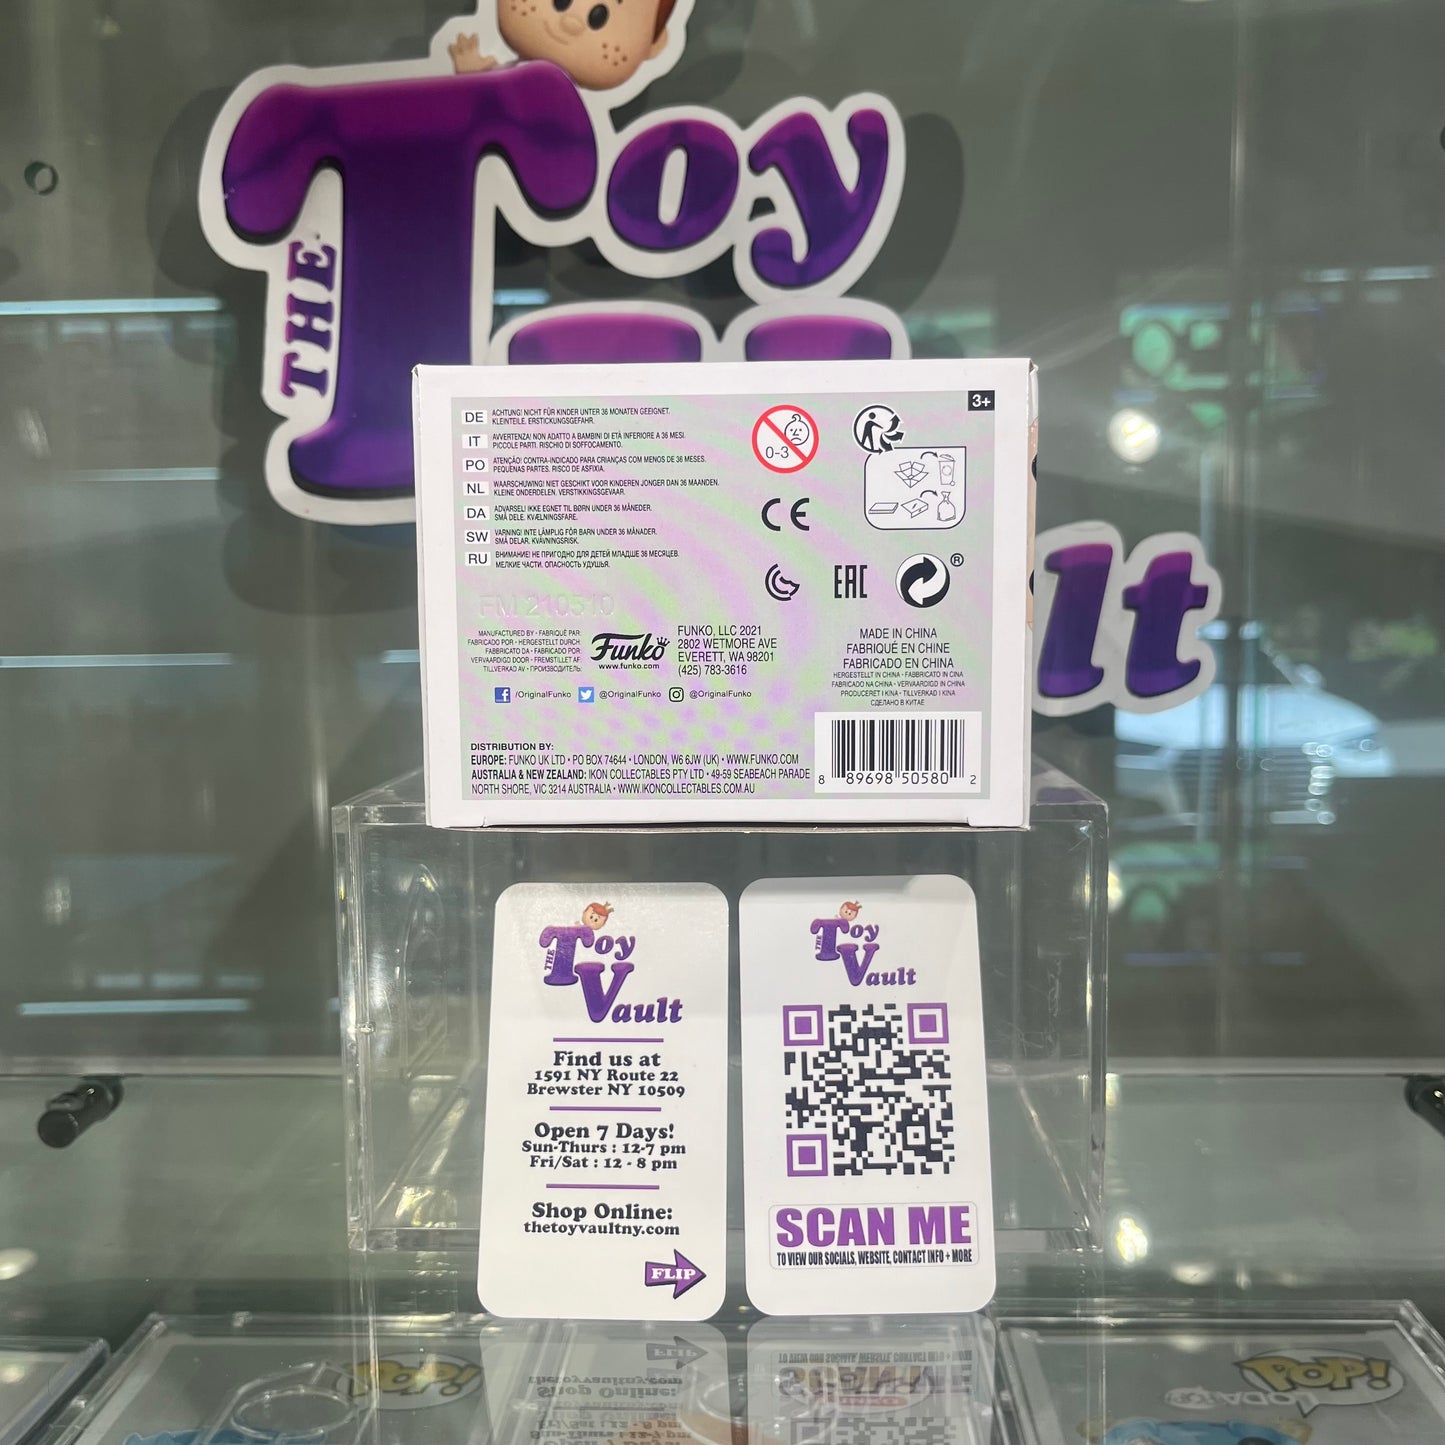 THE Toy
ult
3+
DE ACHTUNG! NICHT FÜR KINDER UNTER 36 MONATEN GEEIGNET.
KLEINTEILE. ERSTICKUNGSGEFAHR.
IT AVVERTENZA! NON ADATTO A BAMBINI DI ETÀ INFERIORE A 36 MESI.
PICCOLE PARTI. RISCHIO DI SOFFOCAMENTO.
PO ATENÇÃO! CONTRA-INDICADO PARA CRIANÇAS COM MENOS DE 36 MESES.
PEQUENAS PARTES. RISCO DE ASFIXIA.
NL WAARSCHUWING! NIET GESCHIKT VOOR KINDEREN JONGER DAN 36 MAANDEN.
KLEINE ONDERDELEN. VERSTIKKINGSGEVAAR.
DA ADVARSEL! IKKE EGNET TIL BØRN UNDER 36 MÅNEDER.
SMÅ DELE. KVÆLNINGSFARE.
SW VARNING! INTE LÄMPLIG FÖR BARN UNDER 36 MÅNADER.
SMÅ DELAR. KVÄVNINGSRISK.
RU ВНИМАНИЕ! НЕ ПРИГОДНО ДЛЯ ДЕТЕЙ МЛАДШЕ 36 МЕСЯЦЕВ.
МЕЛКИЕ ЧАСТИ. ОПАСНОСТЬ УДУШЬЯ.
0-3
CE
EAC
®
FM 210510
MANUFACTURED BY • FABRIQUÉ PAR:
FABRICADO POR • HERGESTELLT DURCH:
FABBRICATO DA • FABRICADO POR:
VERVAARDIGD DOOR • FREMSTILLET AF:
TILLVERKAD AV • ПРОИЗВОДИТЕЛЬ:
Funko
www.funko.com
FUNKO, LLC 2021
2802 WETMORE AVE
EVERETT, WA 98201
(425) 783-3616
MADE IN CHINA
FABRIQUÉ EN CHINE
FABRICADO EN CHINA
HERGESTELLT IN CHINA • FABBRICATO IN CINA
FABRICADO NA CHINA • VERVAARDIGD IN CHINA
PRODUCERET I KINA • TILLVERKAD I KINA
СДЕЛАНО В КИТАЕ
/OriginalFunko @OriginalFunko @OriginalFunko
DISTRIBUTION BY:
EUROPE: FUNKO UK LTD • PO BOX 74644 • LONDON, W6 6JW (UK) • WWW.FUNKO.COM
AUSTRALIA & NEW ZEALAND: IKON COLLECTABLES PTY LTD • 49-59 SEABEACH PARADE
NORTH SHORE, VIC 3214 AUSTRALIA • WWW.IKONCOLLECTABLES.COM.AU
8 89698 50580 2
THE Toy
Vault
Find us at
1591 NY Route 22
Brewster NY 10509
Open 7 Days!
Sun-Thurs : 12-7 pm
Fri/Sat : 12 - 8 pm
Shop Online:
thetoyvaultny.com
FLIP
THE Toy
Vault
SCAN ME
TO VIEW OUR SOCIALS, WEBSITE, CONTACT INFO + MORE
POP!
POP!